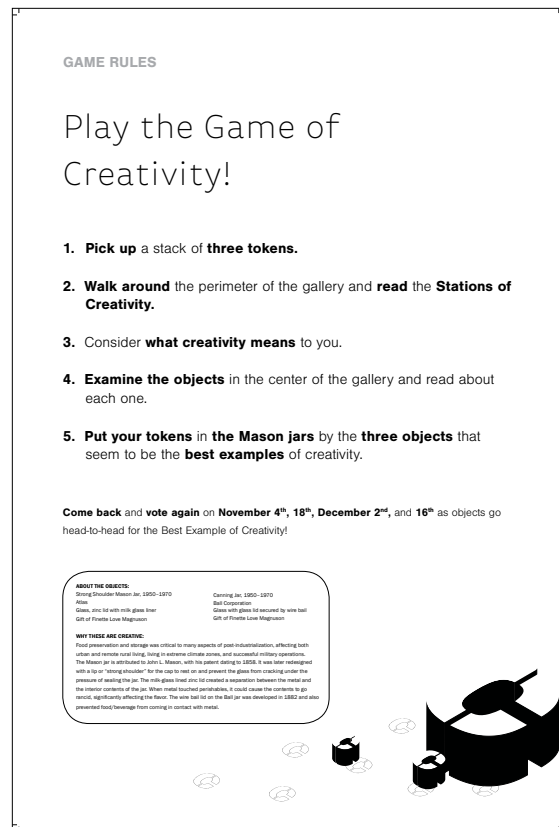 GAME RULES
Play the Game of
Creativity!
1. Pick up a stack of three tokens.
2. Walk around the perimeter of the gallery and read the Stations of
Creativity.
3. Consider what creativity means to you.
4. Examine the objects in the center of the gallery and read about
each one.
5. Put your tokens in the Mason jars by the three objects that
seem to be the best examples of creativity.
Come back and vote again on November 4th, 18th, December 2nd, and 16th as objects go
head-to-head for the Best Example of Creativity!
ABOUT THE OBJECTS:
Strong Shoulder Mason Jar, 1950–1970
Atlas
Glass, zinc lid with milk glass liner
Gift of Finette Love Magnuson
Canning Jar, 1950–1970
Ball Corporation
Glass with glass lid secured by wire bail
Gift of Finette Love Magnuson
WHY THESE ARE CREATIVE:
Food preservation and storage was critical to many aspects of post-industrialization, affecting both
urban and remote rural living, living in extreme climate zones, and successful military operations.
The Mason jar is attributed to John L. Mason, with his patent dating to 1858. It was later redesigned
with a lip or "strong shoulder" for the cap to rest on and prevent the glass from cracking under the
pressure of sealing the jar. The milk-glass lined zinc lid created a separation between the metal and
the interior contents of the jar. When metal touched perishables, it could cause the contents to go
rancid, significantly affecting the flavor. The wire bail lid on the Ball jar was developed in 1882 and also
presented food/beverage from coming in contact with metal.